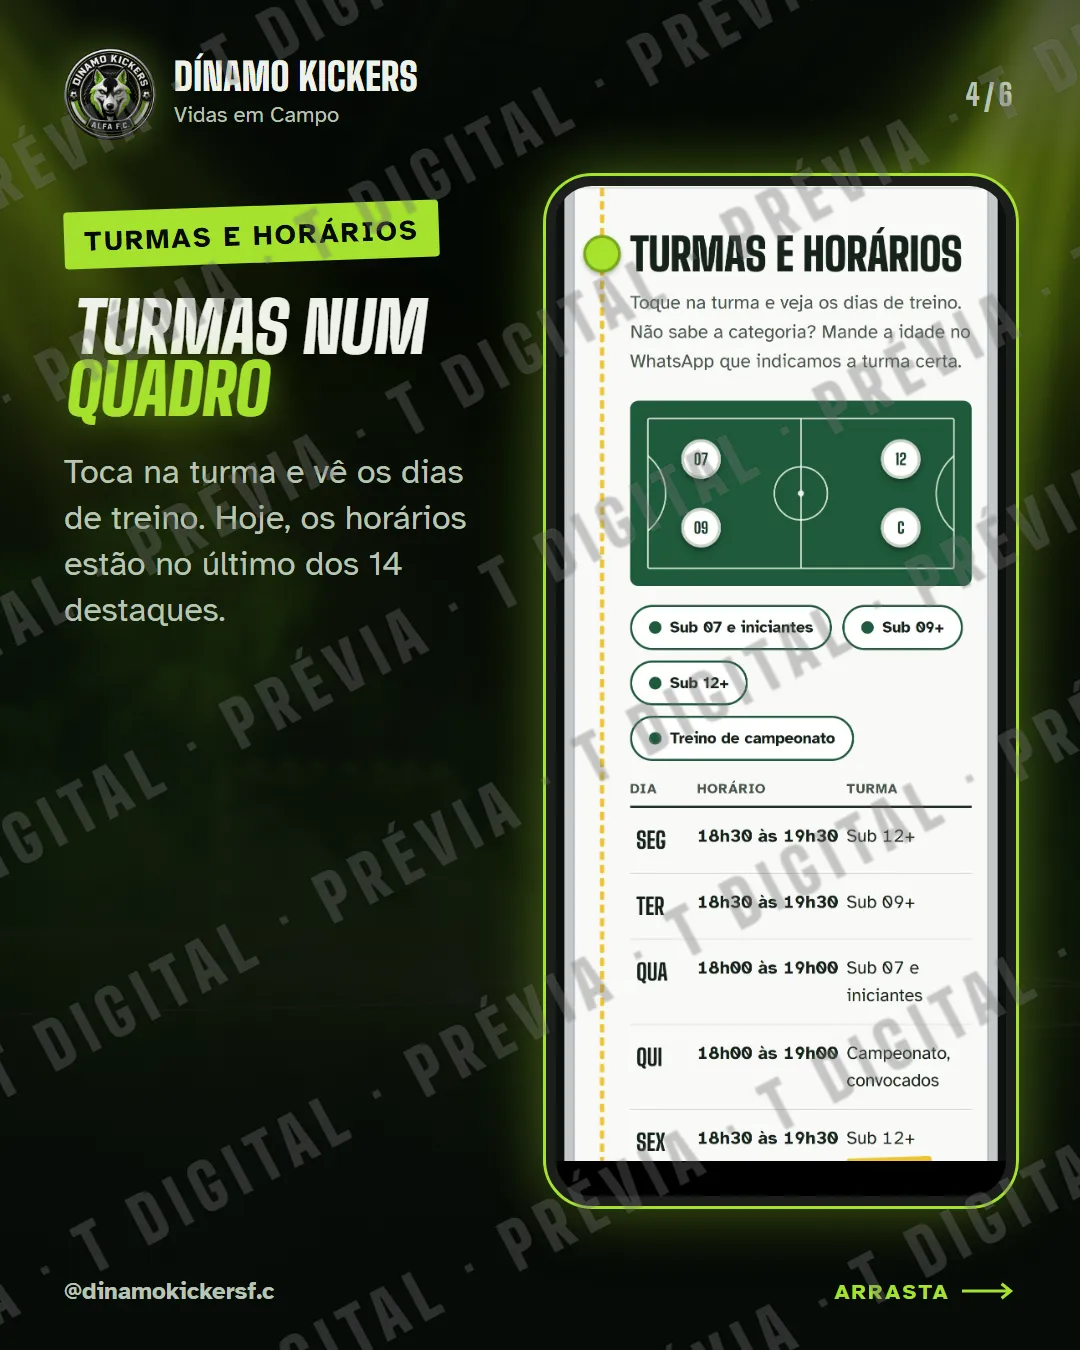 DÍNAMO KICKERS
ALFA F.C.
DÍNAMO KICKERS
Vidas em Campo
4/6
TURMAS E HORÁRIOS
TURMAS NUM
QUADRO
Toca na turma e vê os dias
de treino. Hoje, os horários
estão no último dos 14
destaques.
TURMAS E HORÁRIOS
Toque na turma e veja os dias de treino.
Não sabe a categoria? Mande a idade no
WhatsApp que indicamos a turma certa.
07
12
09
C
Sub 07 e iniciantes
Sub 09+
Sub 12+
Treino de campeonato
DIA HORÁRIO TURMA
SEG 18h30 às 19h30 Sub 12+
TER 18h30 às 19h30 Sub 09+
QUA 18h00 às 19h00 Sub 07 e
iniciantes
QUI 18h00 às 19h00 Campeonato,
convocados
SEX 18h30 às 19h30 Sub 12+
@dinamokickersf.c
ARRASTA
PRÉVIA · T DIGITAL · PRÉVIA · T DIGITAL